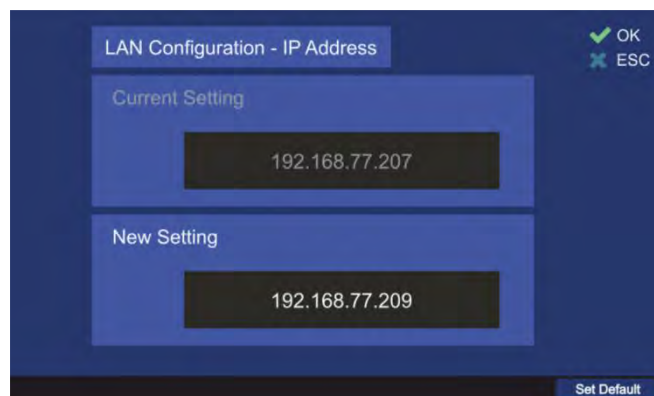 LAN Configuration - IP Address
OK
ESC
Current Setting
192.168.77.207
New Setting
192.168.77.209
Set Default